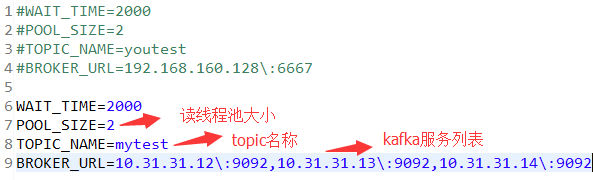 1 #WAIT_TIME=2000
2 #POOL_SIZE=2
3 #TOPIC_NAME=youtest
4 #BROKER_URL=192.168.160.128\:6667
5
6 WAIT_TIME=2000
7 POOL_SIZE=2 读线程池大小
8 TOPIC_NAME=mytest topic名称 kafka服务列表
9 BROKER_URL=10.31.31.12\:9092,10.31.31.13\:9092,10.31.31.14\:9092